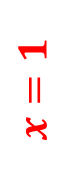 x = 1